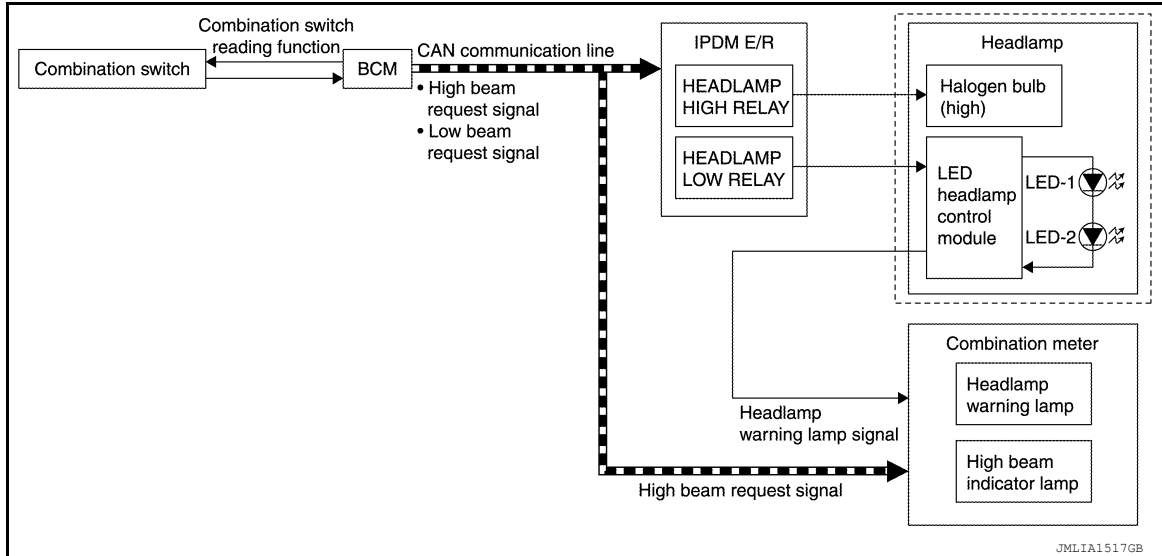 Combination switch
reading function
Combination switch
BCM
CAN communication line
• High beam
request signal
• Low beam
request signal
IPDM E/R
HEADLAMP
HIGH RELAY
HEADLAMP
LOW RELAY
Headlamp
Halogen bulb
(high)
LED
headlamp
control
module
LED-1
LED-2
Combination meter
Headlamp
warning lamp
High beam
indicator lamp
Headlamp
warning lamp signal
High beam request signal
JMLIA1517GB